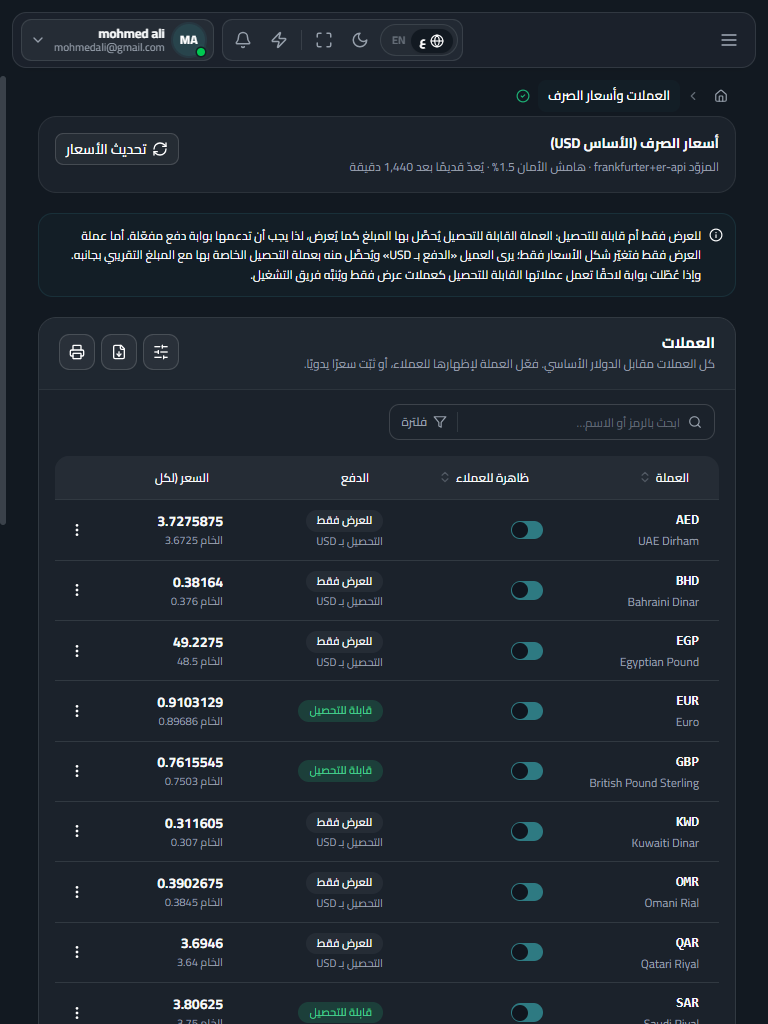 ع EN
MA
mohmed ali
mohmedali@gmail.com
العملات وأسعار الصرف
أسعار الصرف (الأساس USD)
المزوّد frankfurter+er-api · هامش الأمان 1.5% · يُعدّ قديمًا بعد 1,440 دقيقة
تحديث الأسعار
للعرض فقط أم قابلة للتحصيل: العملة القابلة للتحصيل يُحصَّل بها المبلغ كما يُعرض، لذا يجب أن تدعمها بوابة دفع مفعّلة. أما عملة
العرض فقط فتغيّر شكل الأسعار فقط؛ يرى العميل «الدفع بـ USD» ويُحصَّل منه بعملة التحصيل الخاصة بها مع المبلغ التقريبي بجانبه.
وإذا عُطّلت بوابة لاحقًا تعمل عملاتها القابلة للتحصيل كعملات عرض فقط ويُنبَّه فريق التشغيل.
العملات
كل العملات مقابل الدولار الأساسي. فعّل العملة لإظهارها للعملاء، أو ثبّت سعرًا يدويًا.
ابحث بالرمز أو الاسم...
فلترة
العملة ظاهرة للعملاء الدفع السعر (لكل
AED للعرض فقط 3.7275875
UAE Dirham التحصيل بـ USD الخام 3.6725
BHD للعرض فقط 0.38164
Bahraini Dinar التحصيل بـ USD الخام 0.376
EGP للعرض فقط 49.2275
Egyptian Pound التحصيل بـ USD الخام 48.5
EUR قابلة للتحصيل 0.9103129
Euro الخام 0.89686
GBP قابلة للتحصيل 0.7615545
British Pound Sterling الخام 0.7503
KWD للعرض فقط 0.311605
Kuwaiti Dinar التحصيل بـ USD الخام 0.307
OMR للعرض فقط 0.3902675
Omani Rial التحصيل بـ USD الخام 0.3845
QAR للعرض فقط 3.6946
Qatari Riyal التحصيل بـ USD الخام 3.64
SAR قابلة للتحصيل 3.80625
Saudi Riyal الخام 3.75